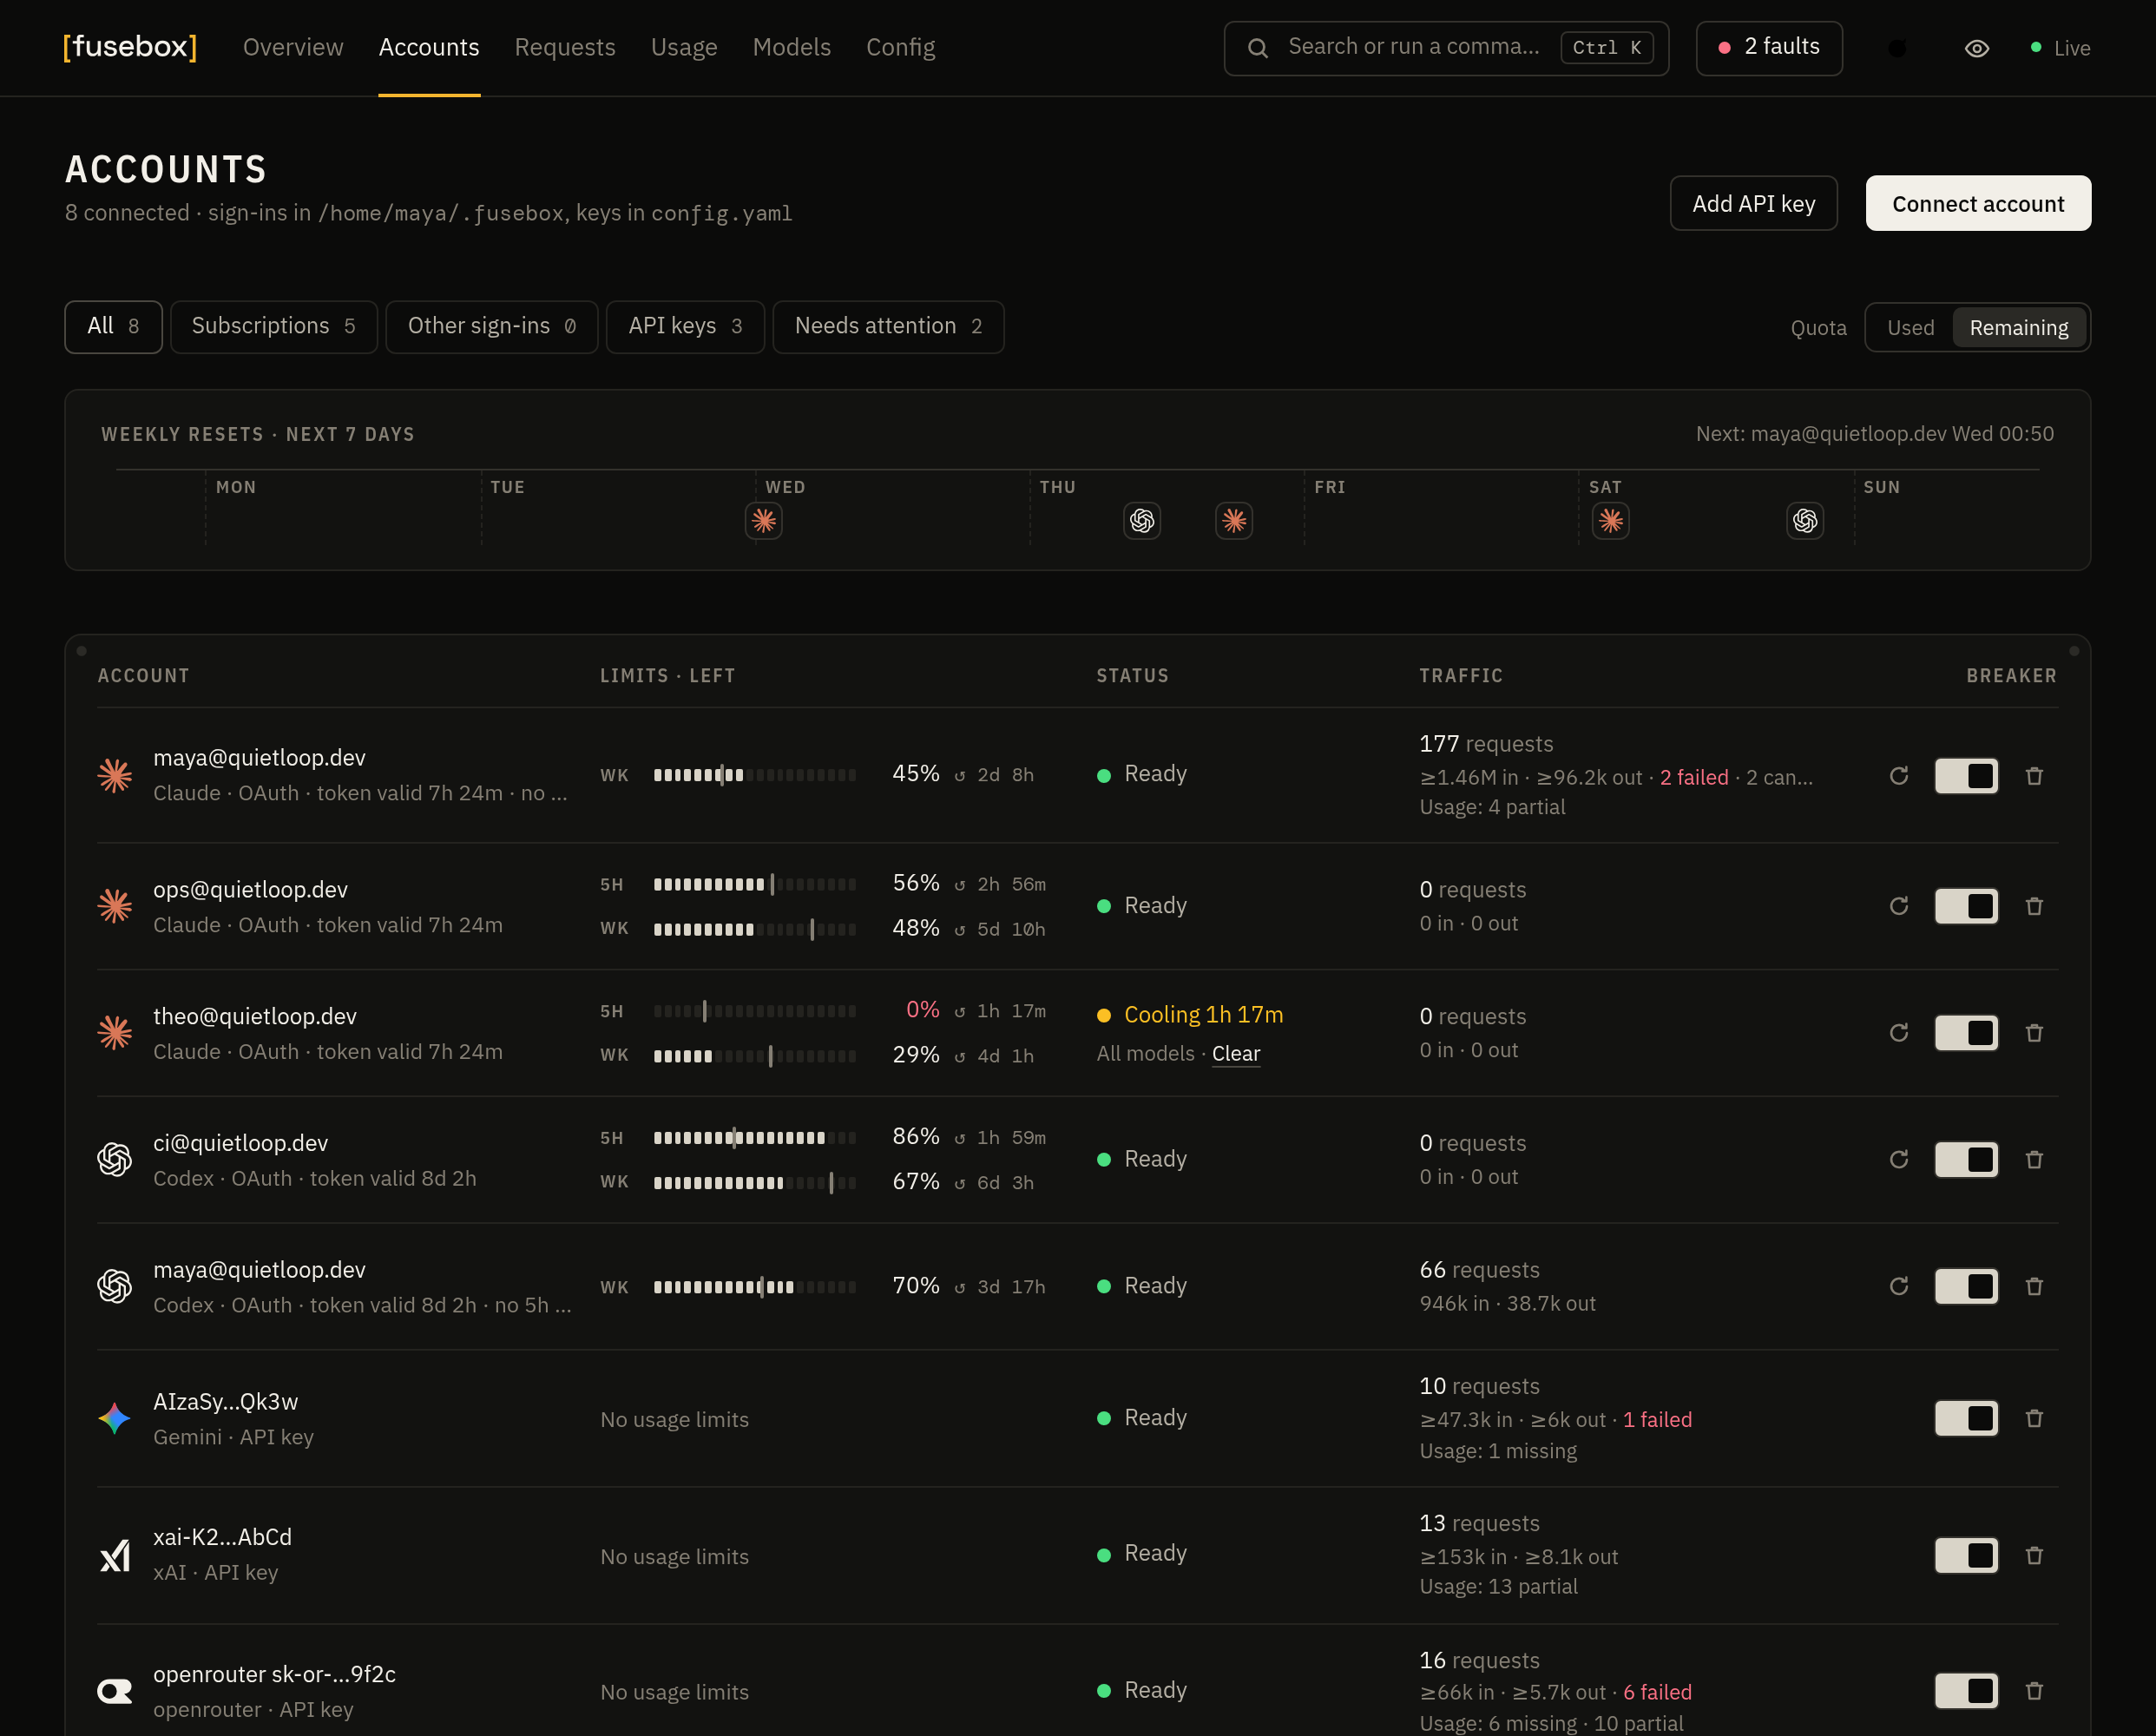 [fusebox] Overview Accounts Requests Usage Models Config Search or run a comma... Ctrl K 2 faults Live
ACCOUNTS
8 connected · sign-ins in /home/maya/.fusebox, keys in config.yaml
Add API key Connect account
All 8 Subscriptions 5 Other sign-ins 0 API keys 3 Needs attention 2 Quota Used Remaining
WEEKLY RESETS · NEXT 7 DAYS Next: maya@quietloop.dev Wed 00:50
MON TUE WED THU FRI SAT SUN
ACCOUNT LIMITS · LEFT STATUS TRAFFIC BREAKER
maya@quietloop.dev
Claude · OAuth · token valid 7h 24m · no ...
WK 45% ↺ 2d 8h
Ready
177 requests
≥1.46M in · ≥96.2k out · 2 failed · 2 can...
Usage: 4 partial
ops@quietloop.dev
Claude · OAuth · token valid 7h 24m
5H 56% ↺ 2h 56m
WK 48% ↺ 5d 10h
Ready
0 requests
0 in · 0 out
theo@quietloop.dev
Claude · OAuth · token valid 7h 24m
5H 0% ↺ 1h 17m
WK 29% ↺ 4d 1h
Cooling 1h 17m
All models · Clear
0 requests
0 in · 0 out
ci@quietloop.dev
Codex · OAuth · token valid 8d 2h
5H 86% ↺ 1h 59m
WK 67% ↺ 6d 3h
Ready
0 requests
0 in · 0 out
maya@quietloop.dev
Codex · OAuth · token valid 8d 2h · no 5h ...
WK 70% ↺ 3d 17h
Ready
66 requests
946k in · 38.7k out
AIzaSy...Qk3w
Gemini · API key
No usage limits
Ready
10 requests
≥47.3k in · ≥6k out · 1 failed
Usage: 1 missing
xai-K2...AbCd
xAI · API key
No usage limits
Ready
13 requests
≥153k in · ≥8.1k out
Usage: 13 partial
openrouter sk-or-...9f2c
openrouter · API key
No usage limits
Ready
16 requests
≥66k in · ≥5.7k out · 6 failed
Usage: 6 missing · 10 partial